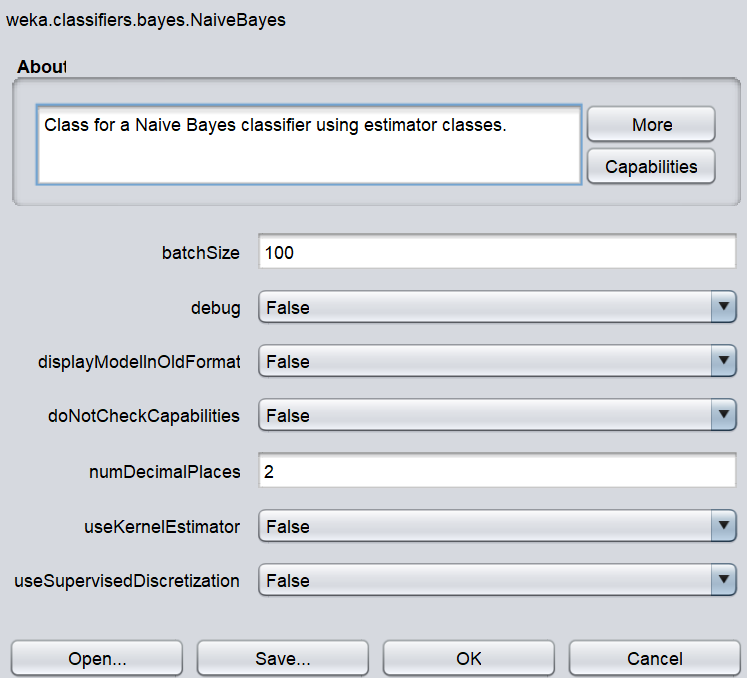 weka.classifiers.bayes.NaiveBayes
About
Class for a Naive Bayes classifier using estimator classes.
More
Capabilities
batchSize 100
debug False
displayModelInOldFormat False
doNotCheckCapabilities False
numDecimalPlaces 2
useKernelEstimator False
useSupervisedDiscretization False
Open... Save... OK Cancel